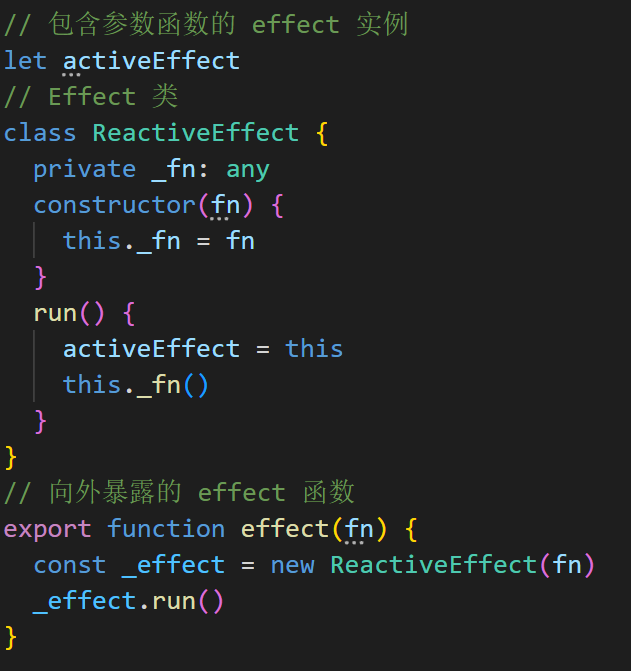 // 包含参数函数的 effect 实例
let activeEffect
// Effect 类
class ReactiveEffect {
  private _fn: any
  constructor(fn) {
    this._fn = fn
  }
  run() {
    activeEffect = this
    this._fn()
  }
}
// 向外暴露的 effect 函数
export function effect(fn) {
  const _effect = new ReactiveEffect(fn)
  _effect.run()
}